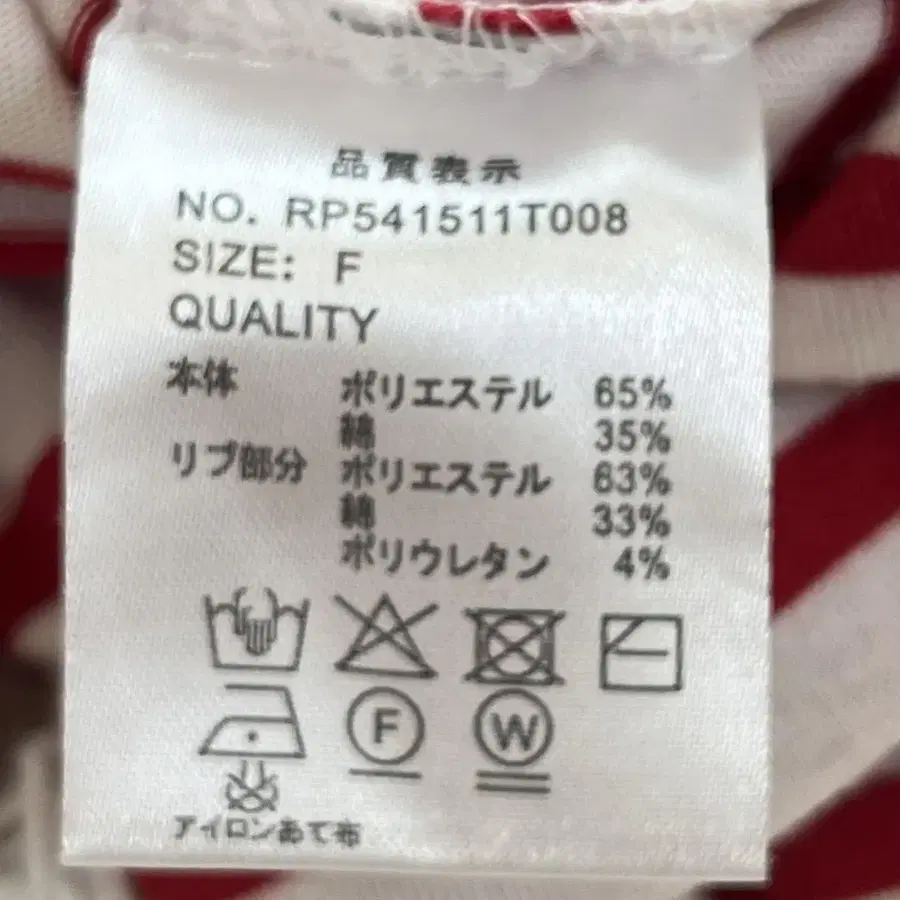 品質表示
NO. RP541511T008
SIZE: F
QUALITY
本体 ポリエステル 65%
綿 35%
リブ部分 ポリエステル 63%
綿 33%
ポリウレタン 4%
F W
アイロンあて布